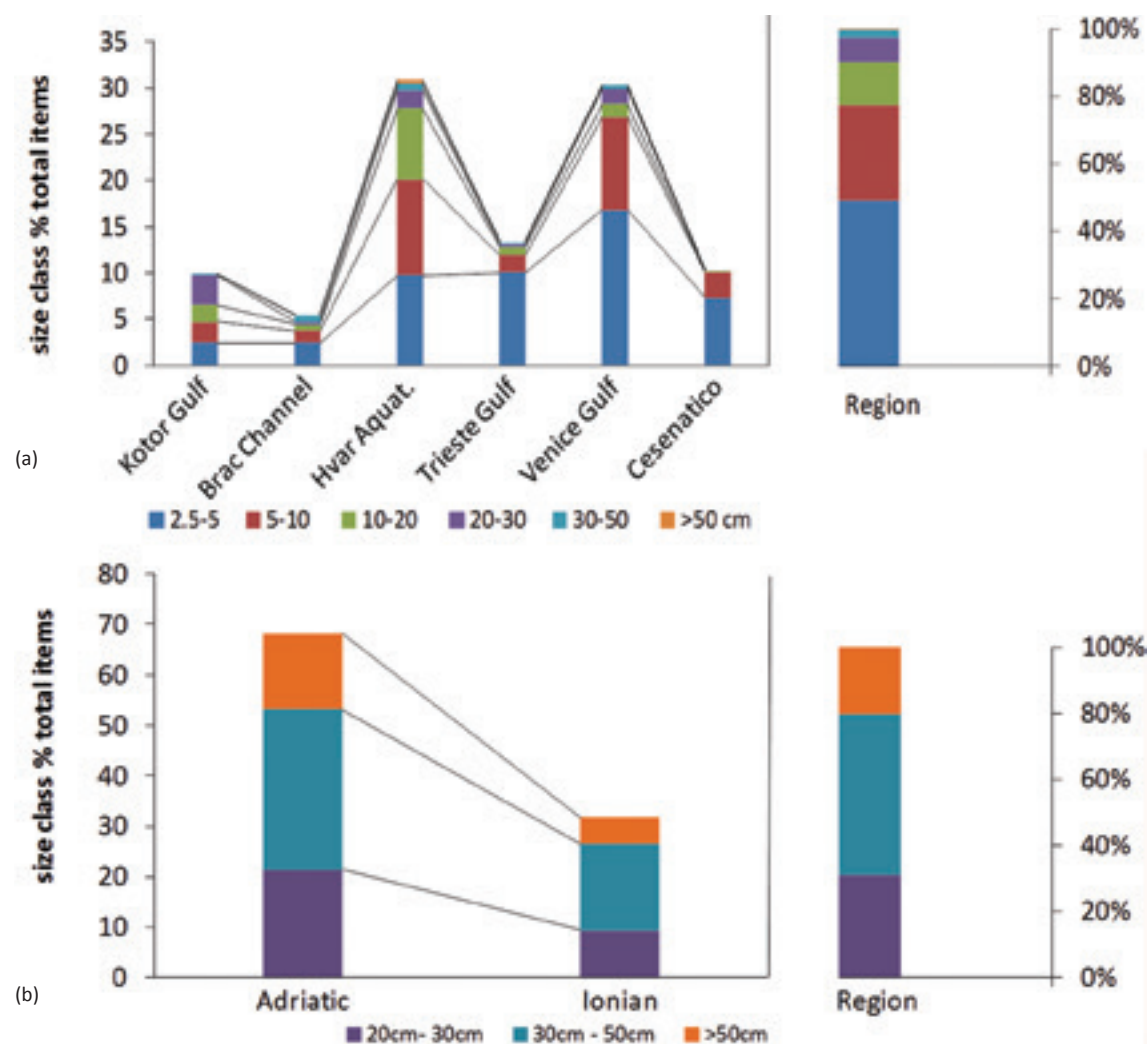 size class % total items
35
30
25
20
15
10
5
0
Kotor Gulf
Brac Channel
Hvar Aquat.
Trieste Gulf
Venice Gulf
Cesenatico
100%
80%
60%
40%
20%
0%
Region
(a)
2.5-5 5-10 10-20 20-30 30-50 >50 cm
size class % total items
80
70
60
50
40
30
20
10
0
Adriatic Ionian
100%
80%
60%
40%
20%
0%
Region
(b)
20cm- 30cm 30cm - 50cm >50cm